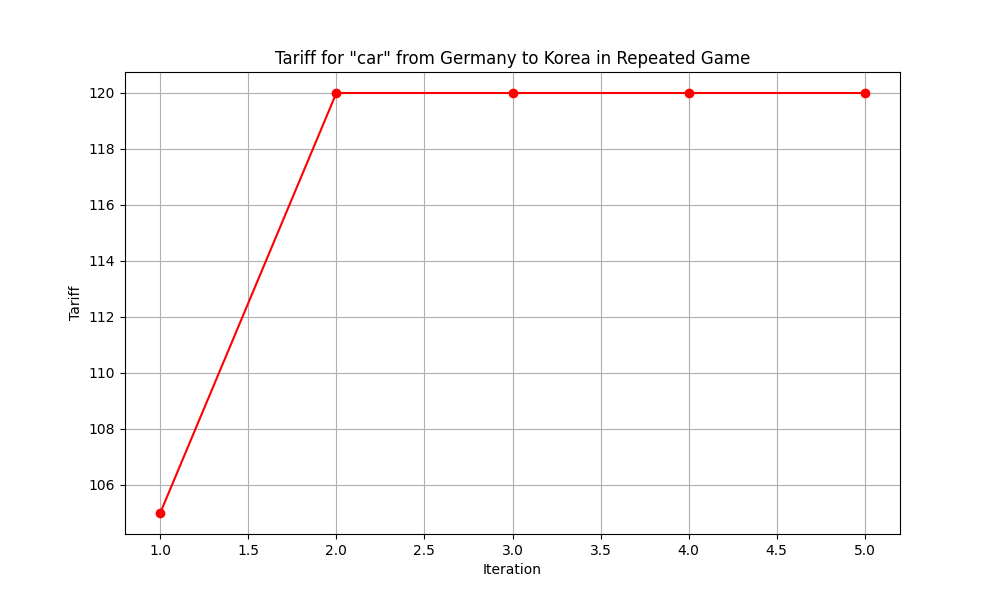 Tariff for "car" from Germany to Korea in Repeated Game
120
118
116
114
112
110
108
106
Tariff
1.0 1.5 2.0 2.5 3.0 3.5 4.0 4.5 5.0
Iteration